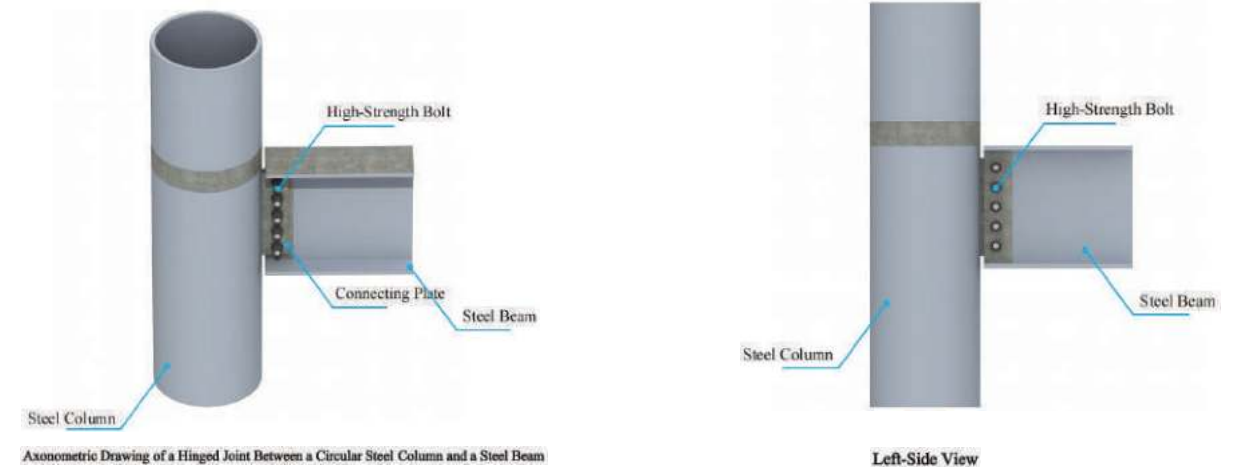 High-Strength Bolt
Connecting Plate
Steel Beam
Steel Column
Axonometric Drawing of a Hinged Joint Between a Circular Steel Column and a Steel Beam
High-Strength Bolt
Steel Beam
Steel Column
Left-Side View